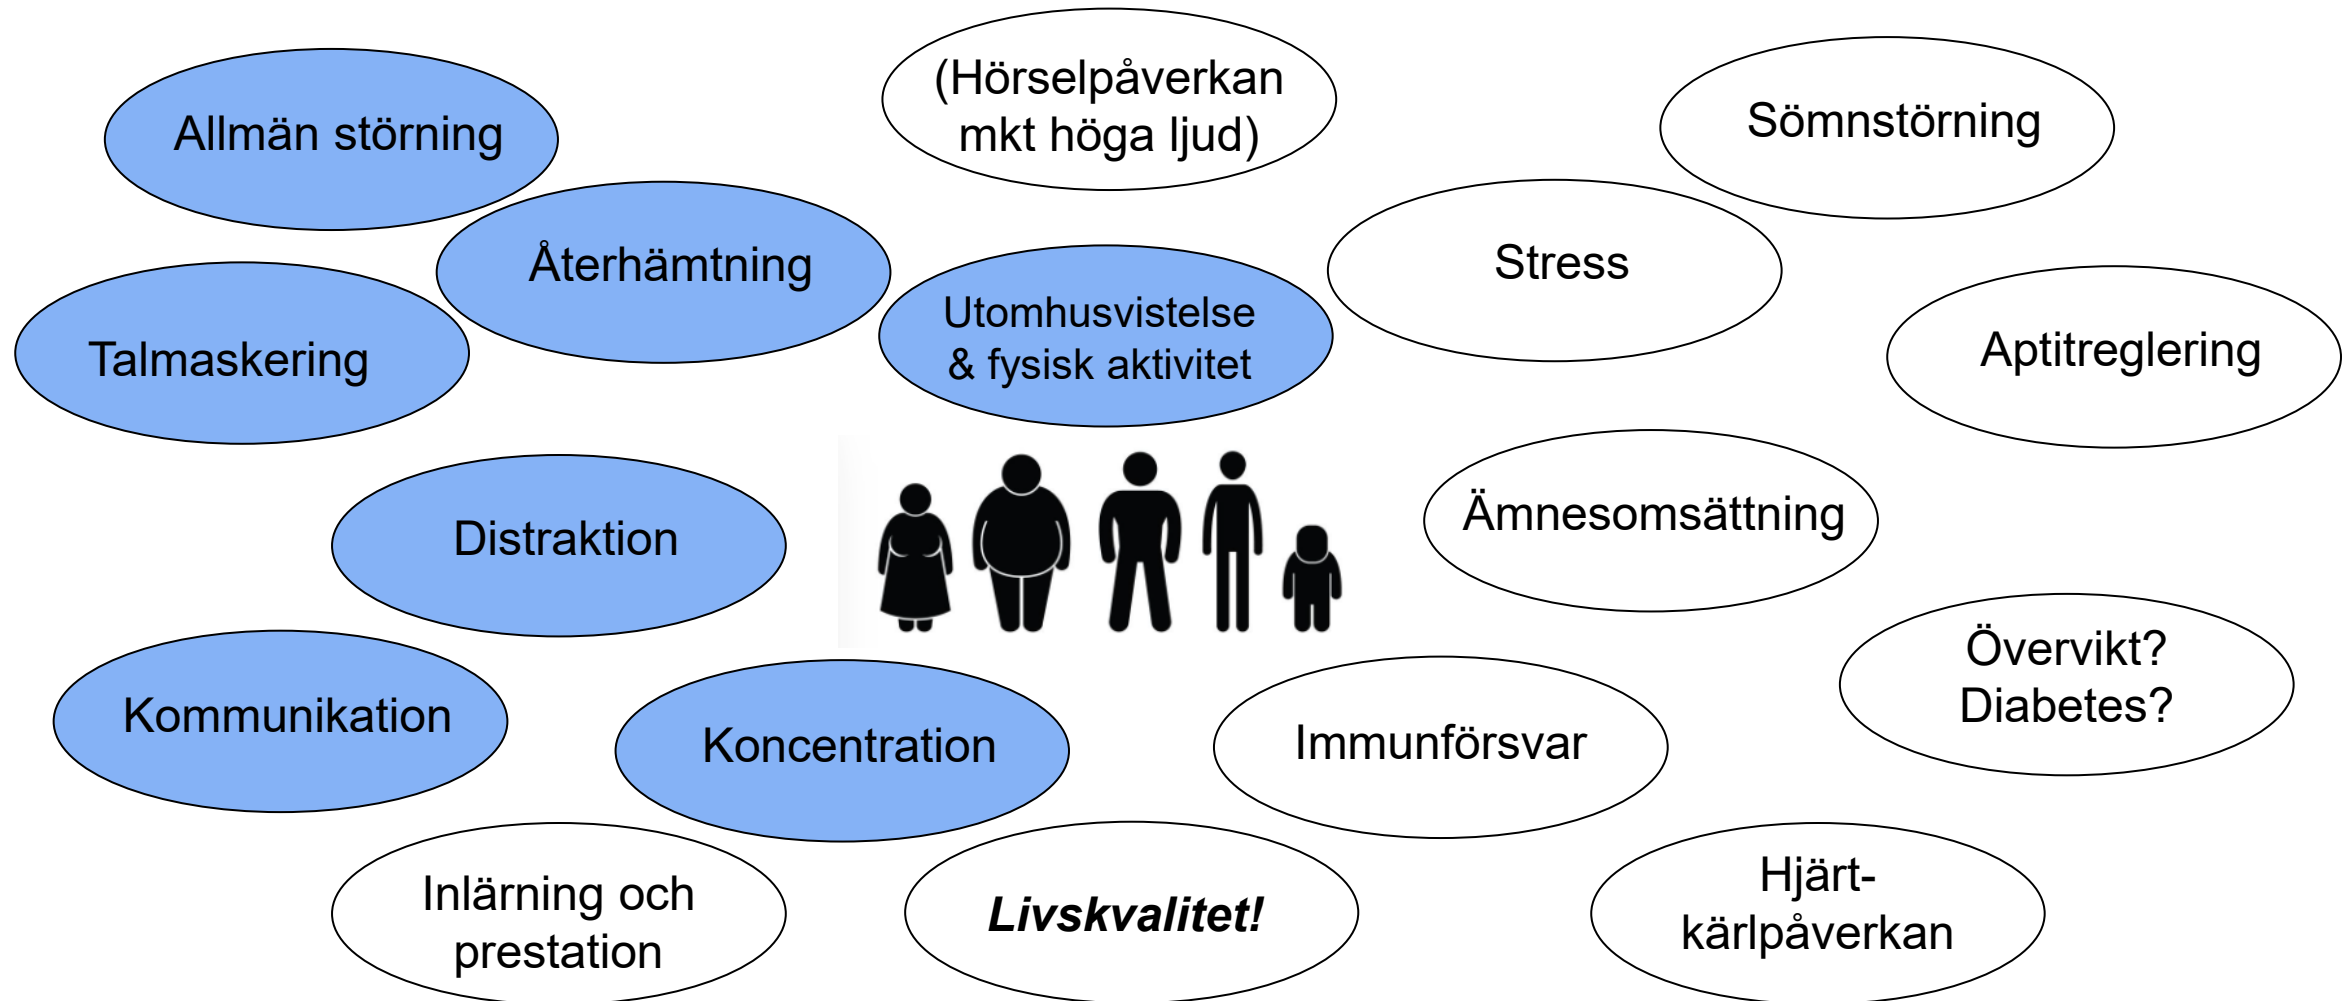 (Hörselpåverkan
mkt höga ljud)
Allmän störning
Sömnstörning
Återhämtning
Stress
Utomhusvistelse
& fysisk aktivitet
Talmaskering
Aptitreglering
Distraktion
Ämnesomsättning
Övervikt?
Diabetes?
Kommunikation
Koncentration
Immunförsvar
Inlärning och
prestation
Livskvalitet!
Hjärt-
kärlpåverkan